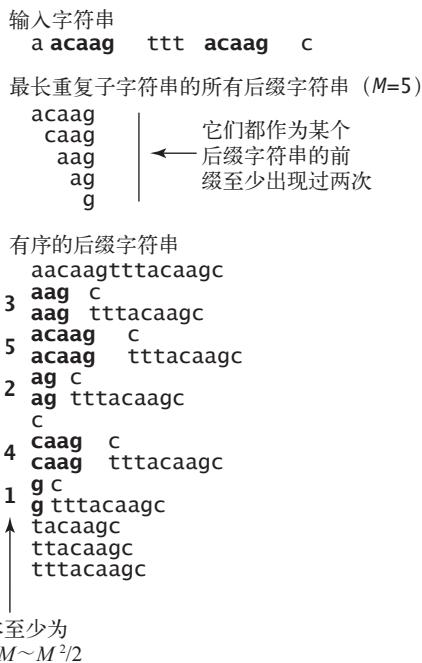 输入字符串
a acaag ttt acaag c
最长重复子字符串的所有后缀字符串（M=5）
acaag
caag
aag
ag
g
它们都作为某个
后缀字符串的前
缀至少出现过两次
有序的后缀字符串
aacaagtttacaagc
3
aag c
aag tttacaagc
5
acaag c
acaag tttacaagc
2
ag c
ag tttacaagc
c
4
caag c
caag tttacaagc
1
g c
g tttacaagc
tacaagc
ttacaagc
tttacaagc
至少为
M～M²/2